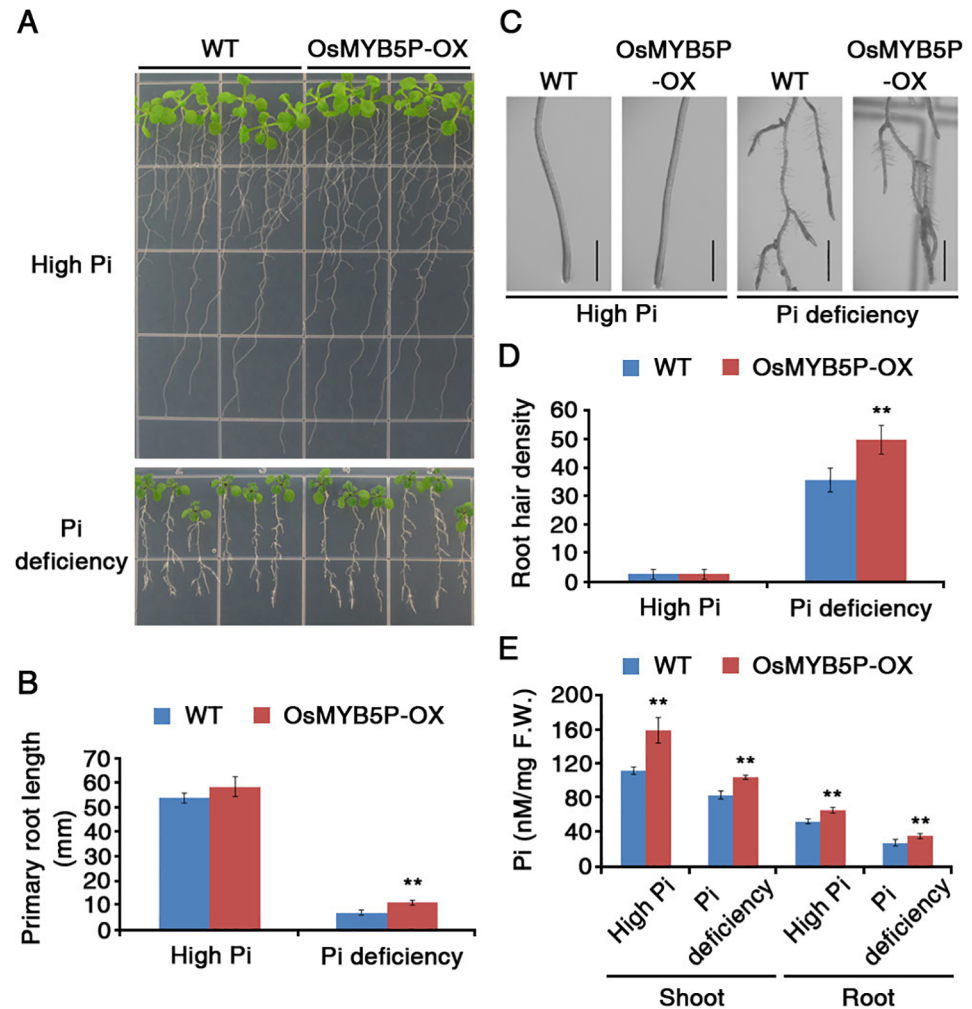 A
WT
OsMYB5P-OX
High Pi
Pi
deficiency
B
WT
OsMYB5P-OX
Primary root length
(mm)
70
60
50
40
30
20
10
0
**
High Pi
Pi deficiency
C
WT
OsMYB5P
-OX
WT
OsMYB5P
-OX
High Pi
Pi deficiency
D
WT
OsMYB5P-OX
Root hair density
60
50
40
30
20
10
0
**
High Pi
Pi deficiency
E
WT
OsMYB5P-OX
Pi (nM/mg F.W.)
200
160
120
80
40
0
**
**
**
**
High Pi
Pi
deficiency
High Pi
Pi
deficiency
Shoot
Root